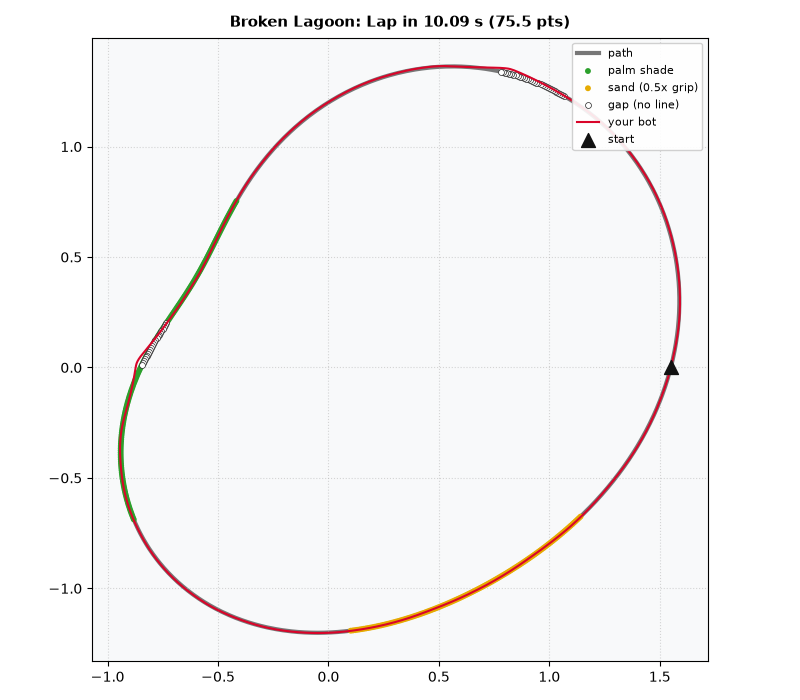 Broken Lagoon: Lap in 10.09 s (75.5 pts)
path
palm shade
sand (0.5x grip)
gap (no line)
your bot
start
1.0
0.5
0.0
−0.5
−1.0
−1.0
−0.5
0.0
0.5
1.0
1.5